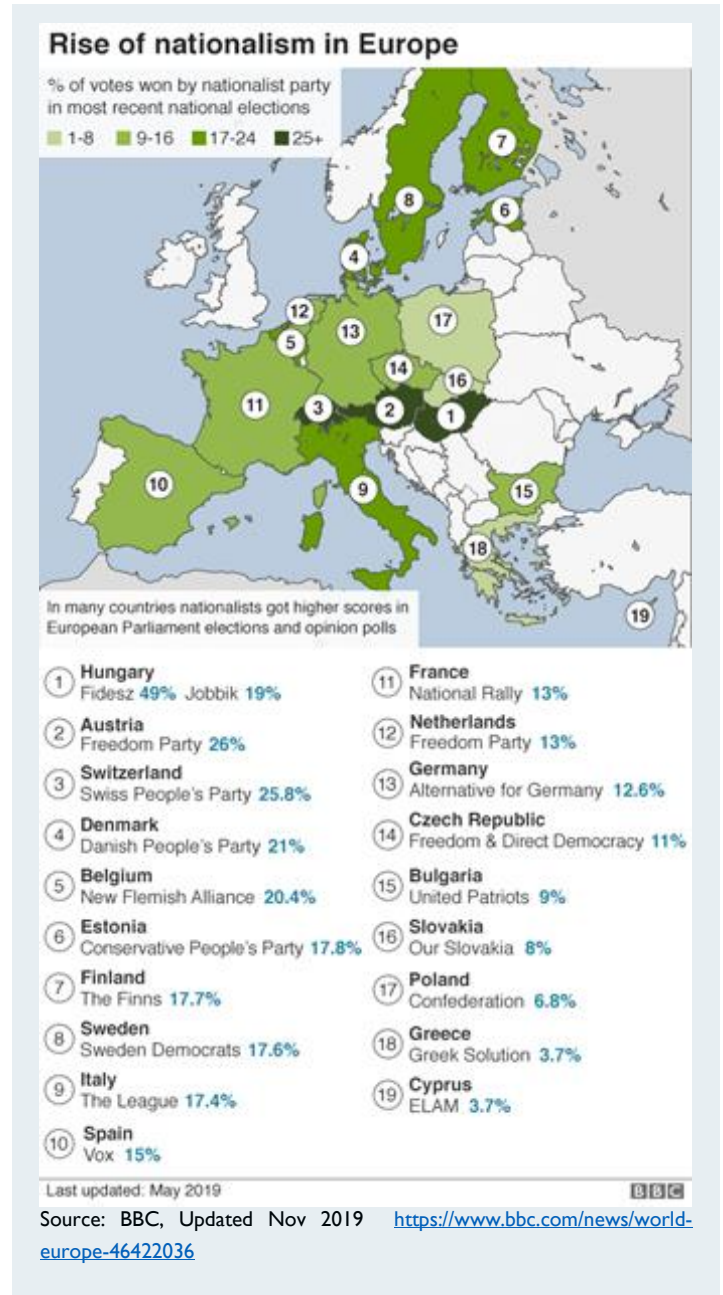 Rise of nationalism in Europe
% of votes won by nationalist party
in most recent national elections
1-8 9-16 17-24 25+
7
8
6
4
12
13
17
5
14
16
11
3
2
1
10
9
15
18
19
In many countries nationalists got higher scores in
European Parliament elections and opinion polls
1 Hungary
Fidesz 49% Jobbik 19%
2 Austria
Freedom Party 26%
3 Switzerland
Swiss People's Party 25.8%
4 Denmark
Danish People's Party 21%
5 Belgium
New Flemish Alliance 20.4%
6 Estonia
Conservative People's Party 17.8%
7 Finland
The Finns 17.7%
8 Sweden
Sweden Democrats 17.6%
9 Italy
The League 17.4%
10 Spain
Vox 15%
11 France
National Rally 13%
12 Netherlands
Freedom Party 13%
13 Germany
Alternative for Germany 12.6%
14 Czech Republic
Freedom & Direct Democracy 11%
15 Bulgaria
United Patriots 9%
16 Slovakia
Our Slovakia 8%
17 Poland
Confederation 6.8%
18 Greece
Greek Solution 3.7%
19 Cyprus
ELAM 3.7%
Last updated: May 2019 BBC
Source: BBC, Updated Nov 2019 https://www.bbc.com/news/world-
europe-46422036